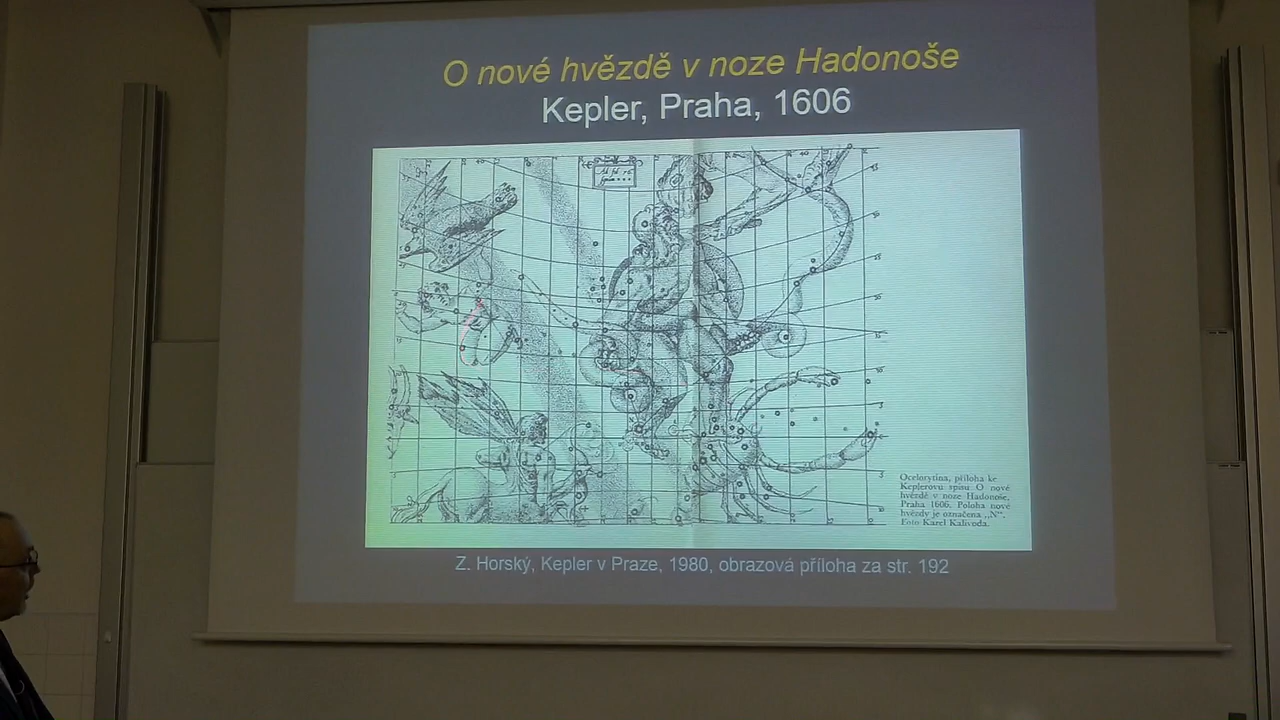 O nové hvězdě v noze Hadonoše
Kepler, Praha, 1606
Ocelorytina, příloha ke
Keplerovu spisu O nové
hvězdě v noze Hadonoše,
Praha 1606. Poloha nové
hvězdy je označena „N“.
Foto Karel Kalivoda.
Z. Horský, Kepler v Praze, 1980, obrazová příloha za str. 192